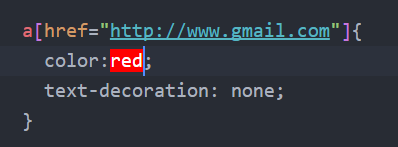 a[href="http://www.gmail.com"]{
color:red;
text-decoration: none;
}